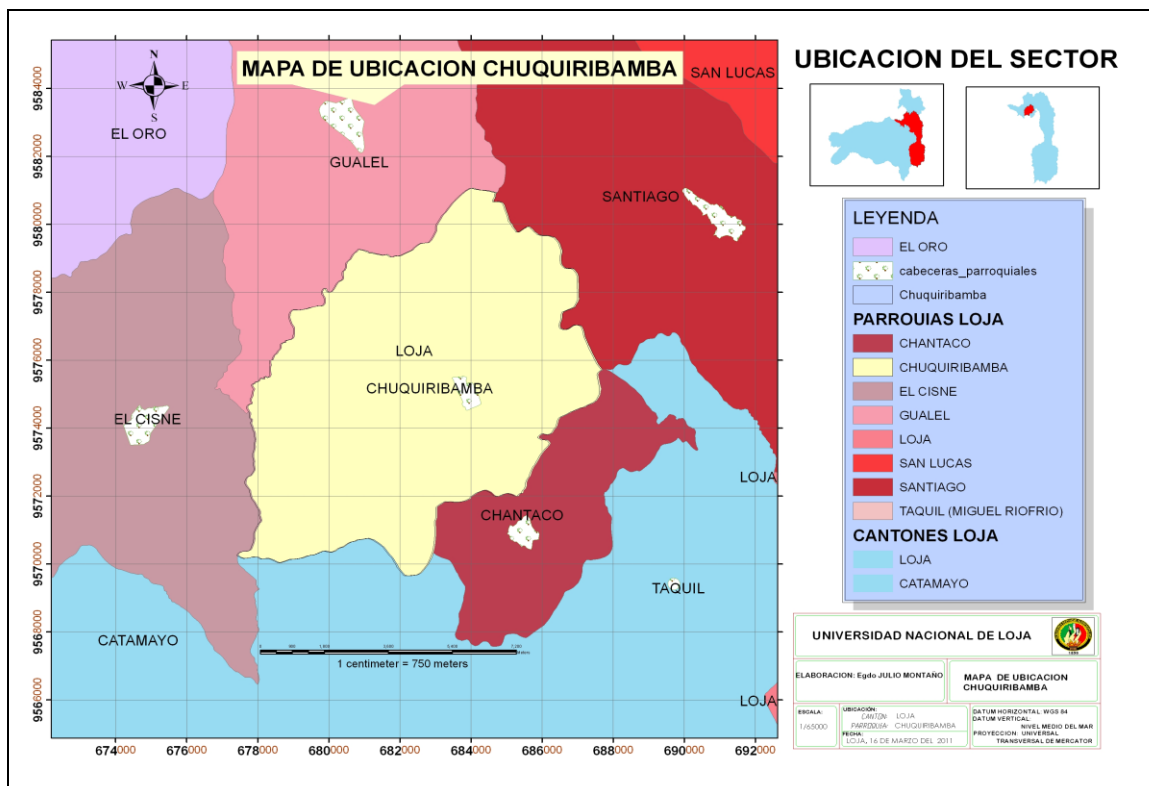 MAPA DE UBICACION CHUQUIRIBAMBA
N
W
E
S
EL ORO
GUALEL
SAN LUCAS
SANTIAGO
LOJA
CHUQUIRIBAMBA
EL CISNE
CHANTACO
LOJA
TAQUIL
CATAMAYO
LOJA
1 centimeter = 750 meters
9584000
9582000
9580000
9578000
9576000
9574000
9572000
9570000
9568000
9566000
674000
676000
678000
680000
682000
684000
686000
688000
690000
692000
UBICACION DEL SECTOR
LEYENDA
EL ORO
cabeceras_parroquiales
Chuquiribamba
PARROUIAS LOJA
CHANTACO
CHUQUIRIBAMBA
EL CISNE
GUALEL
LOJA
SAN LUCAS
SANTIAGO
TAQUIL (MIGUEL RIOFRIO)
CANTONES LOJA
LOJA
CATAMAYO
UNIVERSIDAD NACIONAL DE LOJA
ELABORACION: Egdo JULIO MONTAÑO
MAPA DE UBICACION
CHUQUIRIBAMBA
ESCALA:
1/65000
UBICACIÓN:
CANTON: LOJA
PARROQUIA: CHUQUIRIBAMBA
FECHA:
LOJA, 16 DE MARZO DEL 2011
DATUM HORIZONTAL: WGS 84
DATUM VERTICAL:
NIVEL MEDIO DEL MAR
PROYECCION: UNIVERSAL
TRANSVERSAL DE MERCATOR